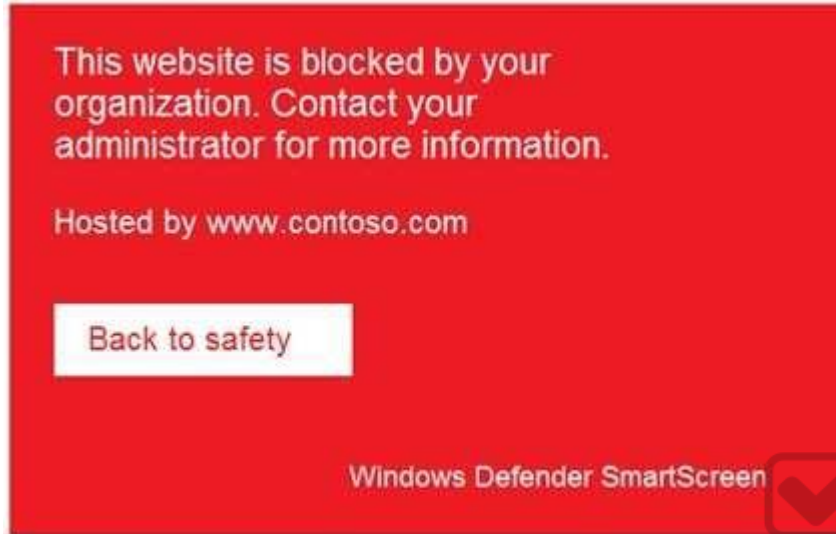 This website is blocked by your
organization. Contact your
administrator for more information.
Hosted by www.contoso.com
Back to safety
Windows Defender SmartScreen